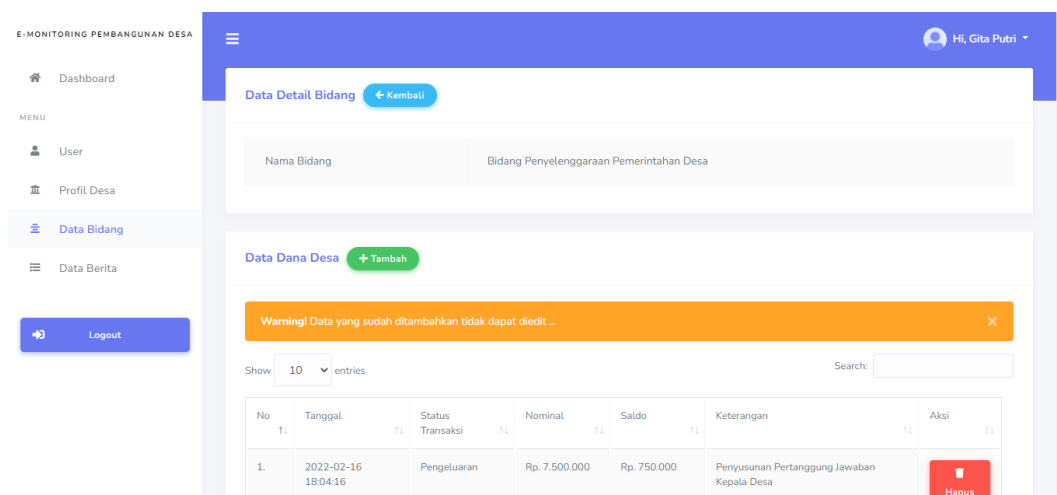 E-MONITORING PEMBANGUNAN DESA
Hi, Gita Putri
Dashboard
MENU
User
Profil Desa
Data Bidang
Data Berita
Logout
Data Detail Bidang
Kembali
Nama Bidang
Bidang Penyelenggaraan Pemerintahan Desa
Data Dana Desa
Tambah
Warning! Data yang sudah ditambahkan tidak dapat diedit ...
Show 10 entries
Search:
No
Tanggal
Status
Transaksi
Nominal
Saldo
Keterangan
Aksi
1.
2022-02-16
18:04:16
Pengeluaran
Rp. 7.500.000
Rp. 750.000
Penyusunan Pertanggung Jawaban
Kepala Desa
Hapus